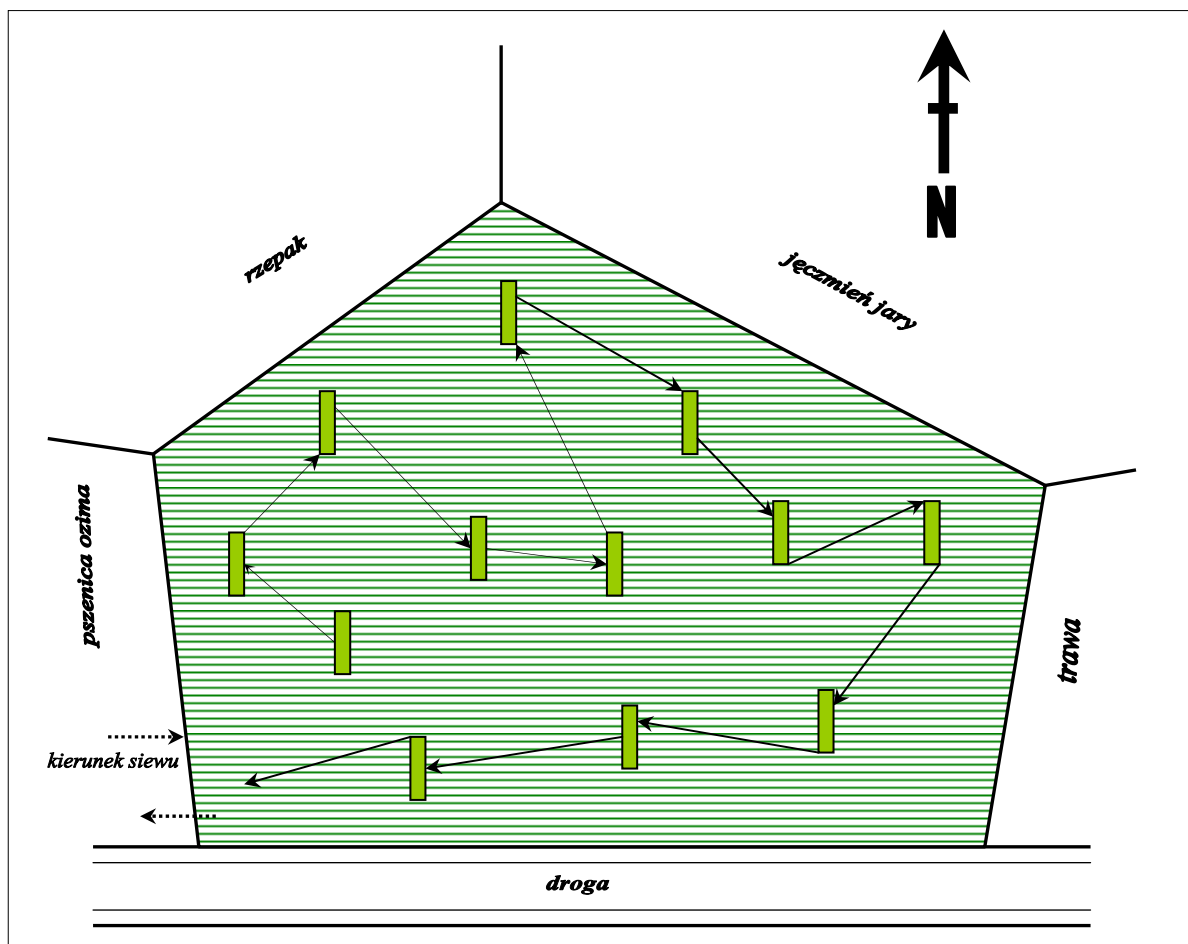 N
rzepak
jęczmień jary
pszenica ozima
trawa
kierunek siewu
droga